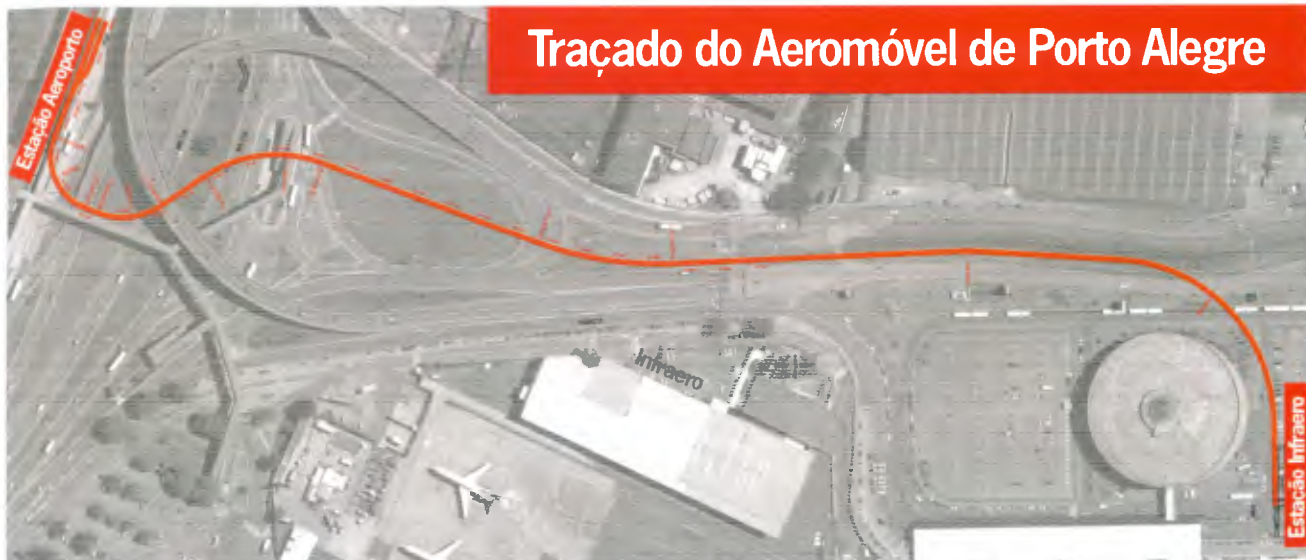 Traçado do Aeromóvel de Porto Alegre
Estação Aeroporto
Infraero
Estação Infraero